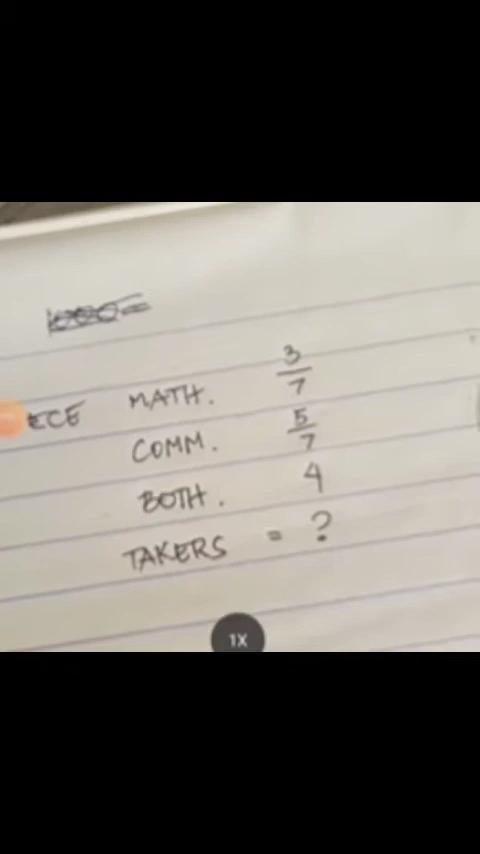 ECE MATH. 3/7
COMM. 5/7
BOTH. 4
TAKERS = ?
1X